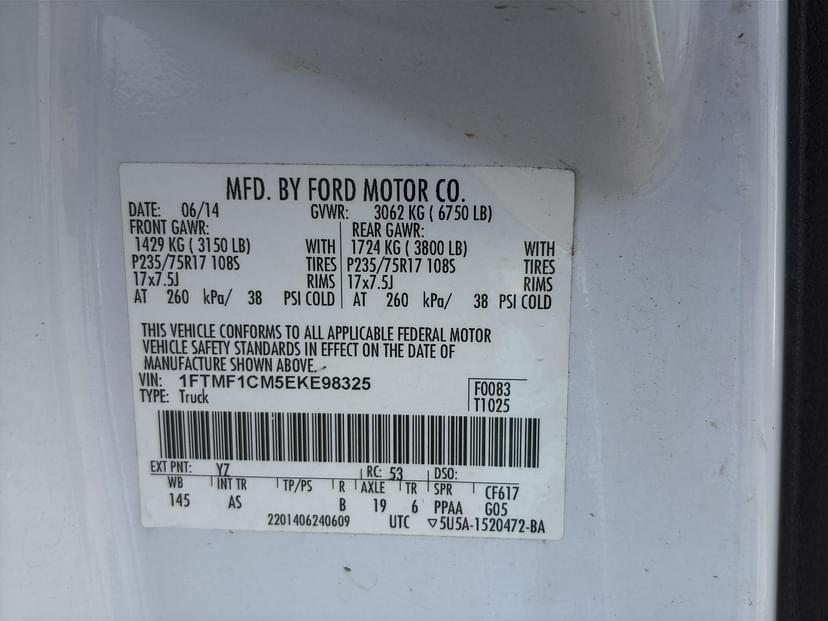 MFD. BY FORD MOTOR CO.
DATE: 06/14 GVWR: 3062 KG ( 6750 LB)
FRONT GAWR: REAR GAWR:
1429 KG ( 3150 LB) WITH 1724 KG ( 3800 LB) WITH
P235/75R17 108S TIRES P235/75R17 108S TIRES
17x7.5J RIMS 17x7.5J RIMS
AT 260 kPa/ 38 PSI COLD AT 260 kPa/ 38 PSI COLD
THIS VEHICLE CONFORMS TO ALL APPLICABLE FEDERAL MOTOR
VEHICLE SAFETY STANDARDS IN EFFECT ON THE DATE OF
MANUFACTURE SHOWN ABOVE.
VIN: 1FTMF1CM5EKE98325 F0083
TYPE: Truck T1025
EXT PNT: YZ RC: 53 DSO:
WB INT TR TP/PS R AXLE TR SPR CF617
145 AS B 19 6 PPAA G05
2201406240609 UTC ▽5U5A-1520472-BA